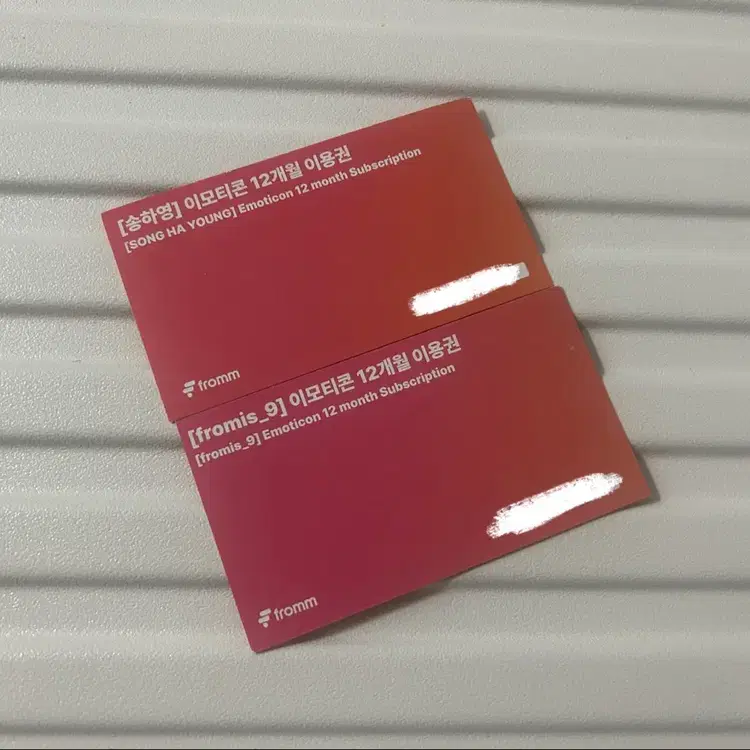 [송하영] 이모티콘 12개월 이용권
[SONG HA YOUNG] Emoticon 12 month Subscription
fromm
[fromis_9] 이모티콘 12개월 이용권
[fromis_9] Emoticon 12 month Subscription
fromm